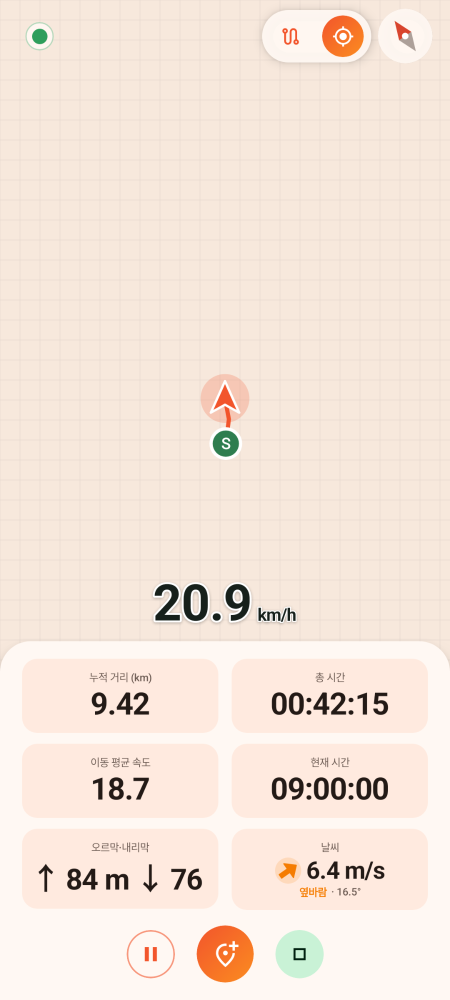 S
20.9 km/h
누적 거리 (km)
9.42
총 시간
00:42:15
이동 평균 속도
18.7
현재 시간
09:00:00
오르막·내리막
↑ 84 m ↓ 76
날씨
6.4 m/s
옆바람 · 16.5°